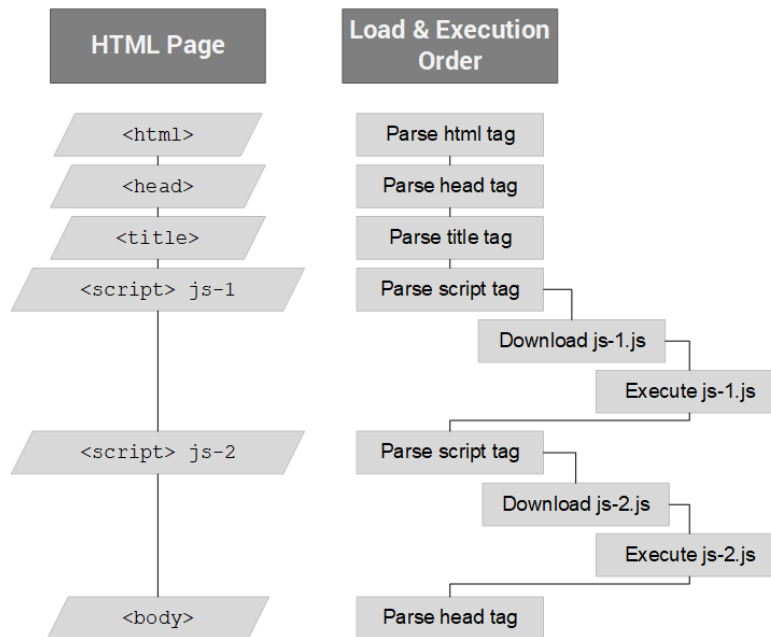 HTML Page
Load & Execution
Order
<html>
Parse html tag
<head>
Parse head tag
<title>
Parse title tag
<script> js-1
Parse script tag
Download js-1.js
Execute js-1.js
<script> js-2
Parse script tag
Download js-2.js
Execute js-2.js
<body>
Parse head tag